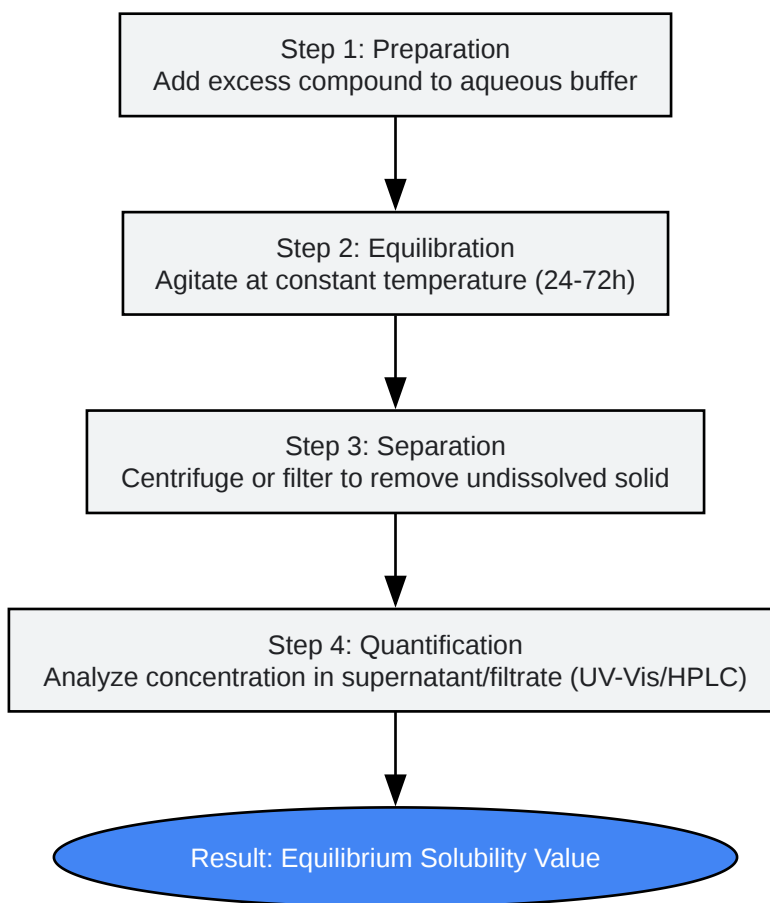 Step 1: Preparation
Add excess compound to aqueous buffer
Step 2: Equilibration
Agitate at constant temperature (24-72h)
Step 3: Separation
Centrifuge or filter to remove undissolved solid
Step 4: Quantification
Analyze concentration in supernatant/filtrate (UV-Vis/HPLC)
Result: Equilibrium Solubility Value